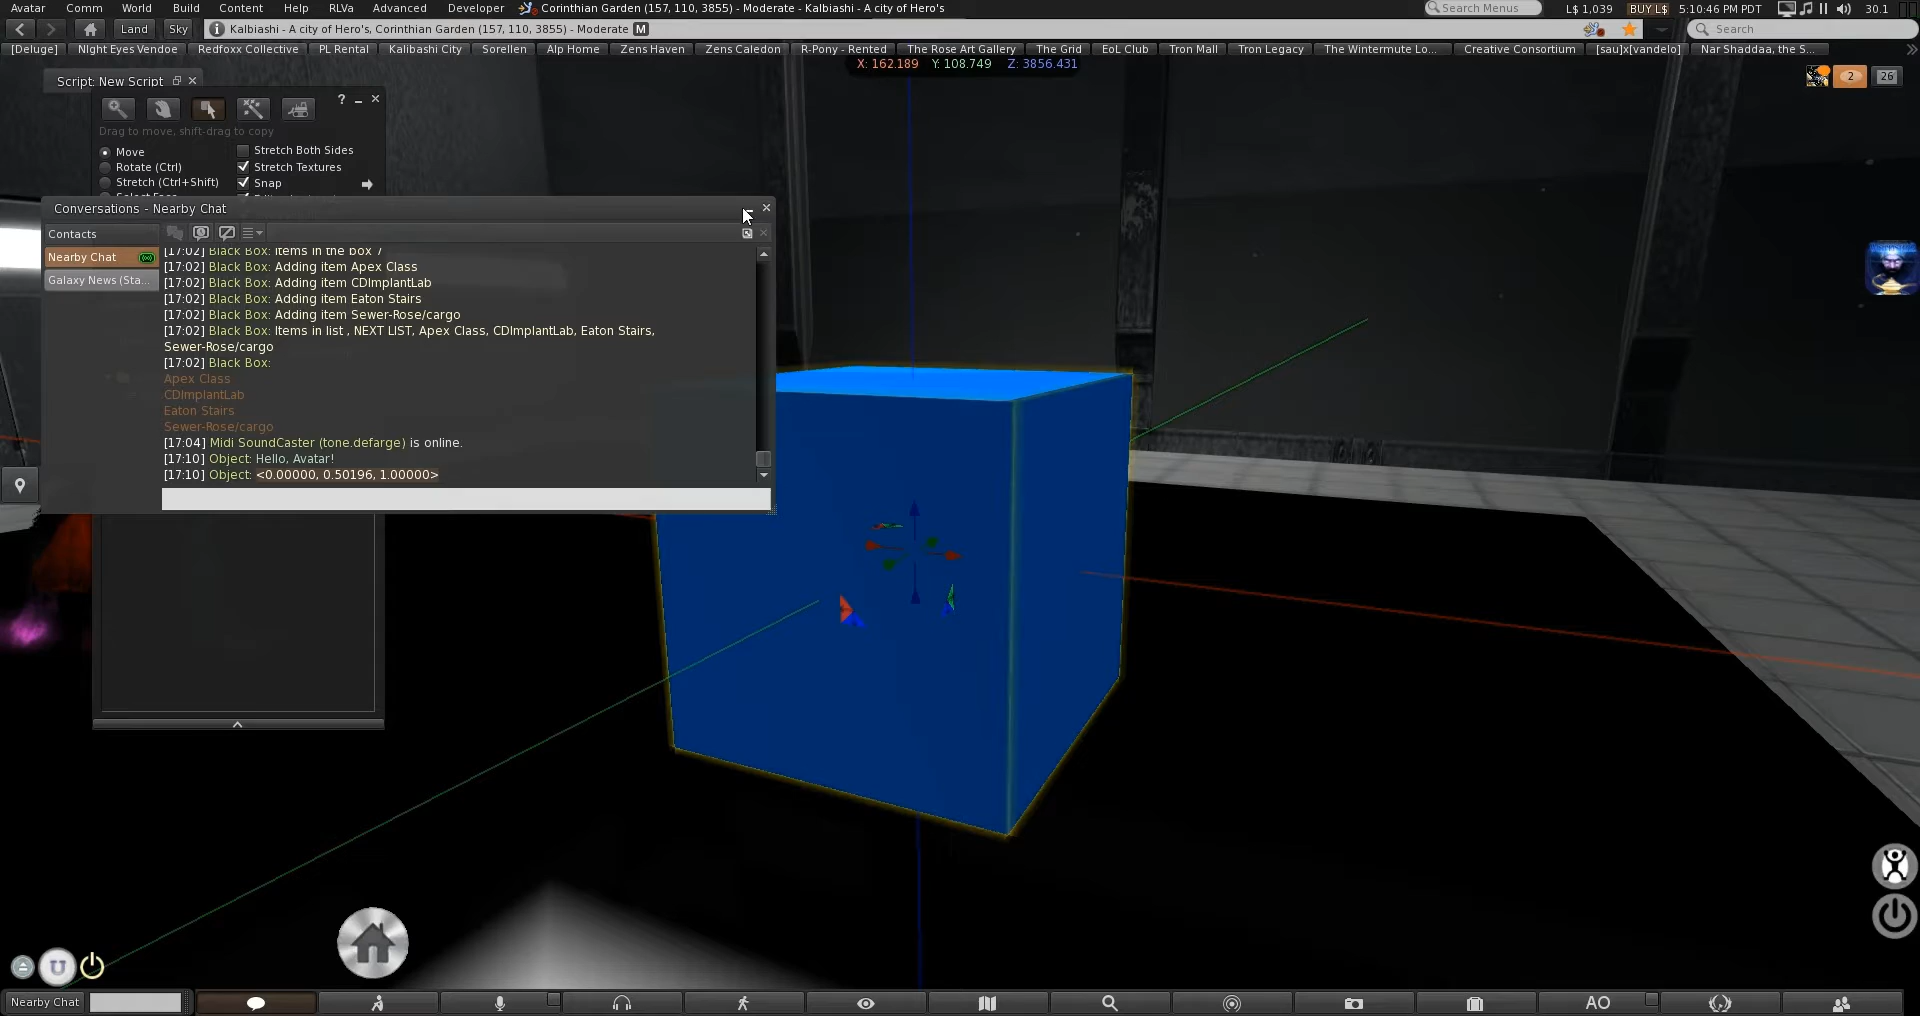 Avatar Comm World Build Content Help RLVa Advanced Developer Corinthian Garden (157, 110, 3855) - Moderate - Kalbiashi - A city of Hero's Search Menus L$ 1,039 BUY L$ 5:10:46 PM PDT 30.1
Land Sky Kalbiashi - A city of Hero's, Corinthian Garden (157, 110, 3855) - Moderate M Search
[Deluge] NIght Eyes Vendoe Redfoxx Collective PL Rental Kalibashi City Sorellen Alp Home Zens Haven Zens Caledon R-Pony - Rented The Rose Art Gallery The Grid EoL Club Tron Mall Tron Legacy The Wintermute Lo... Creative Consortium [sau]x[vandelo] Nar Shaddaa, the S...
X: 162.189 Y: 108.749 Z: 3856.431
2 26
Script: New Script
?
Drag to move, shift-drag to copy
Move Stretch Both Sides
Rotate (Ctrl) Stretch Textures
Stretch (Ctrl+Shift) Snap
Conversations - Nearby Chat
Contacts
Nearby Chat
Galaxy News (Sta...
[17:02] Black Box: items in the box 7
[17:02] Black Box: Adding item Apex Class
[17:02] Black Box: Adding item CDImplantLab
[17:02] Black Box: Adding item Eaton Stairs
[17:02] Black Box: Adding item Sewer-Rose/cargo
[17:02] Black Box: Items in list , NEXT LIST, Apex Class, CDImplantLab, Eaton Stairs,
Sewer-Rose/cargo
[17:02] Black Box:
Apex Class
CDImplantLab
Eaton Stairs
Sewer-Rose/cargo
[17:04] Midi SoundCaster (tone.defarge) is online.
[17:10] Object: Hello, Avatar!
[17:10] Object: <0.00000, 0.50196, 1.00000>
U
Nearby Chat AO